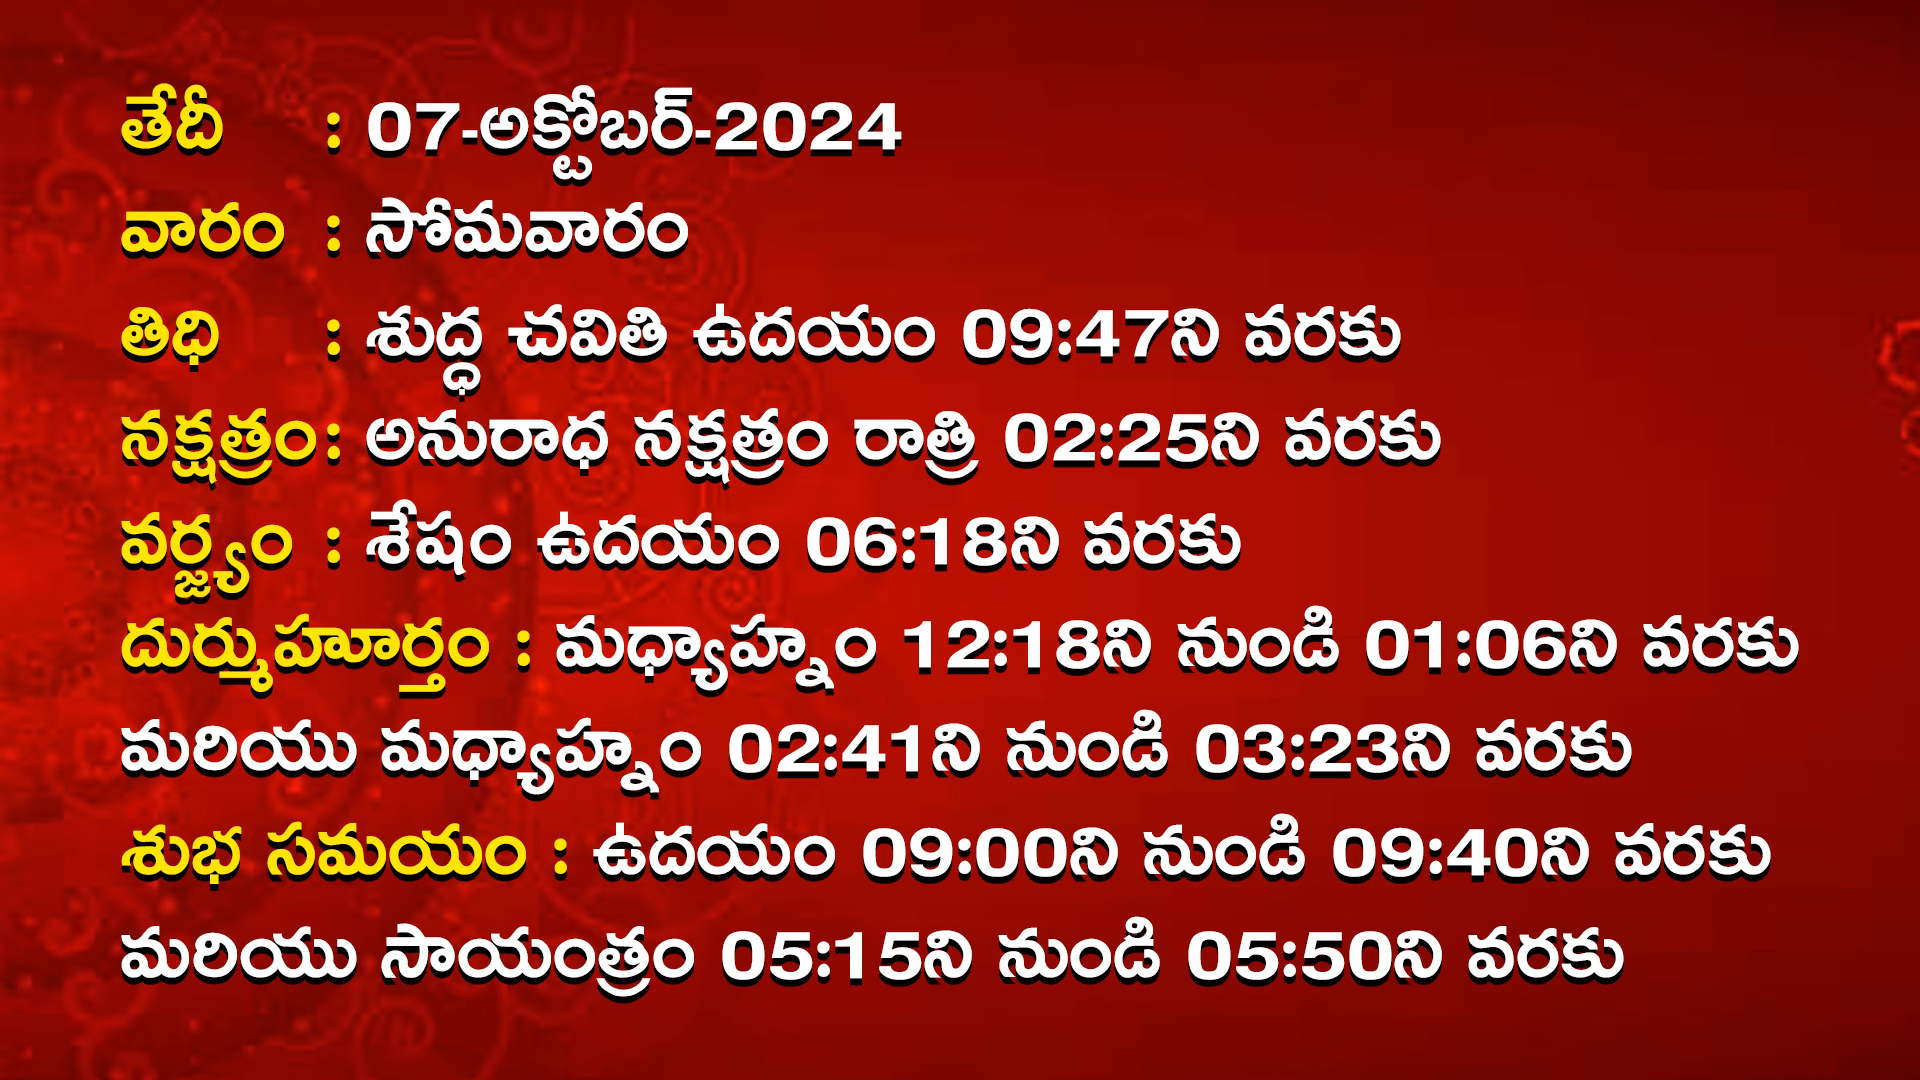 తేదీ : 07-అక్టోబర్-2024
వారం : సోమవారం
తిధి : శుద్ధ చవితి ఉదయం 09:47ని వరకు
నక్షత్రం: అనురాధ నక్షత్రం రాత్రి 02:25ని వరకు
వర్జ్యం : శేషం ఉదయం 06:18ని వరకు
దుర్ముహూర్తం : మధ్యాహ్నం 12:18ని నుండి 01:06ని వరకు
మరియు మధ్యాహ్నం 02:41ని నుండి 03:23ని వరకు
శుభ సమయం : ఉదయం 09:00ని నుండి 09:40ని వరకు
మరియు సాయంత్రం 05:15ని నుండి 05:50ని వరకు